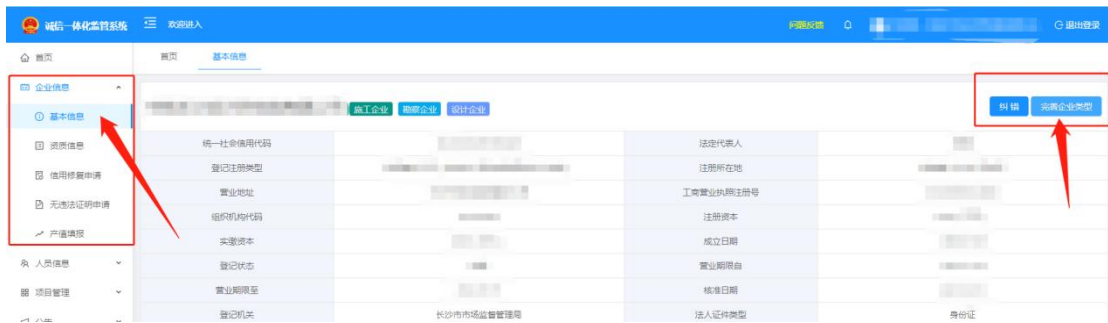 诚信一体化监管系统 欢迎进入 问题反馈 退出登录
首页 首页 基本信息
企业信息
施工企业 勘察企业 设计企业 纠错 完善企业类型
基本信息
统一社会信用代码 法定代表人
资质信息
登记注册类型 注册所在地
信用修复申请
营业地址 工商营业执照注册号
无违法证明申请
组织机构代码 注册资本
产值填报
实缴资本 成立日期
人员信息
登记状态 营业期限自
项目管理
营业期限至 核准日期
登记机关 长沙市市场监督管理局 法人证件类型 身份证